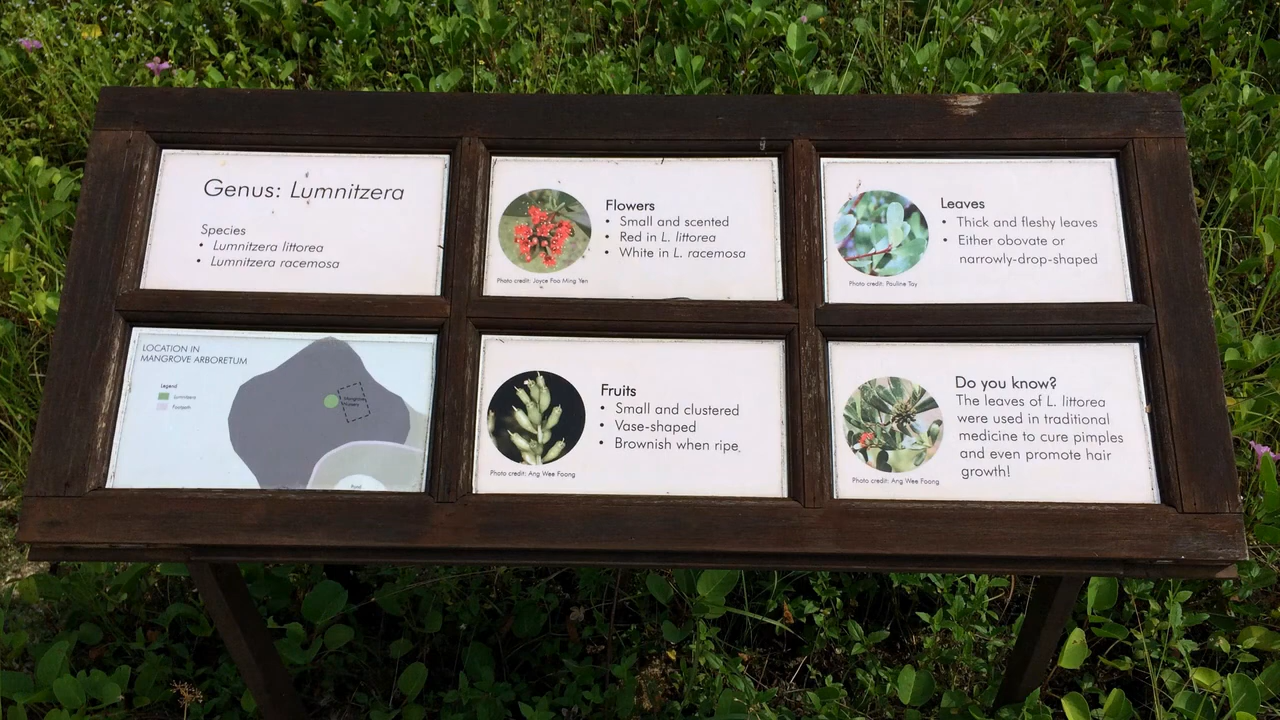 Genus: Lumnitzera
Species
• Lumnitzera littorea
• Lumnitzera racemosa
Flowers
• Small and scented
• Red in L. littorea
• White in L. racemosa
Photo credit: Joyce Foo Ming Yen
Leaves
• Thick and fleshy leaves
• Either obovate or
narrowly-drop-shaped
Photo credit: Pauline Tay
LOCATION IN
MANGROVE ARBORETUM
Legend
Lumnitzera
Footpath
Mangrove
Pond
Fruits
• Small and clustered
• Vase-shaped
• Brownish when ripe
Photo credit: Ang Wee Foong
Do you know?
The leaves of L. littorea
were used in traditional
medicine to cure pimples
and even promote hair
growth!
Photo credit: Ang Wee Foong